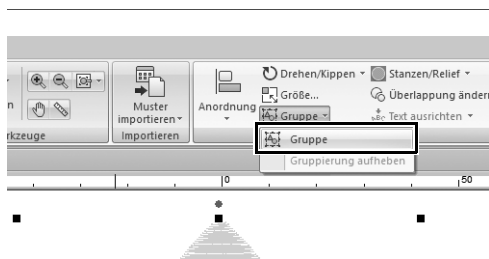 Drehen/Kippen
Stanzen/Relief
Größe...
Überlappung ändern
n
Muster
importieren
Anordnung
Gruppe
Text ausrichten
rkzeuge
Importieren
Gruppe
Gruppierung aufheben
0
50